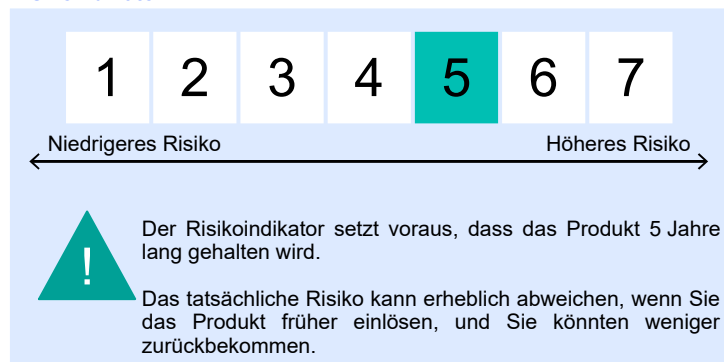 1 2 3 4 5 6 7
Niedrigeres Risiko Höheres Risiko
!
Der Risikoindikator setzt voraus, dass das Produkt 5 Jahre
lang gehalten wird.
Das tatsächliche Risiko kann erheblich abweichen, wenn Sie
das Produkt früher einlösen, und Sie könnten weniger
zurückbekommen.